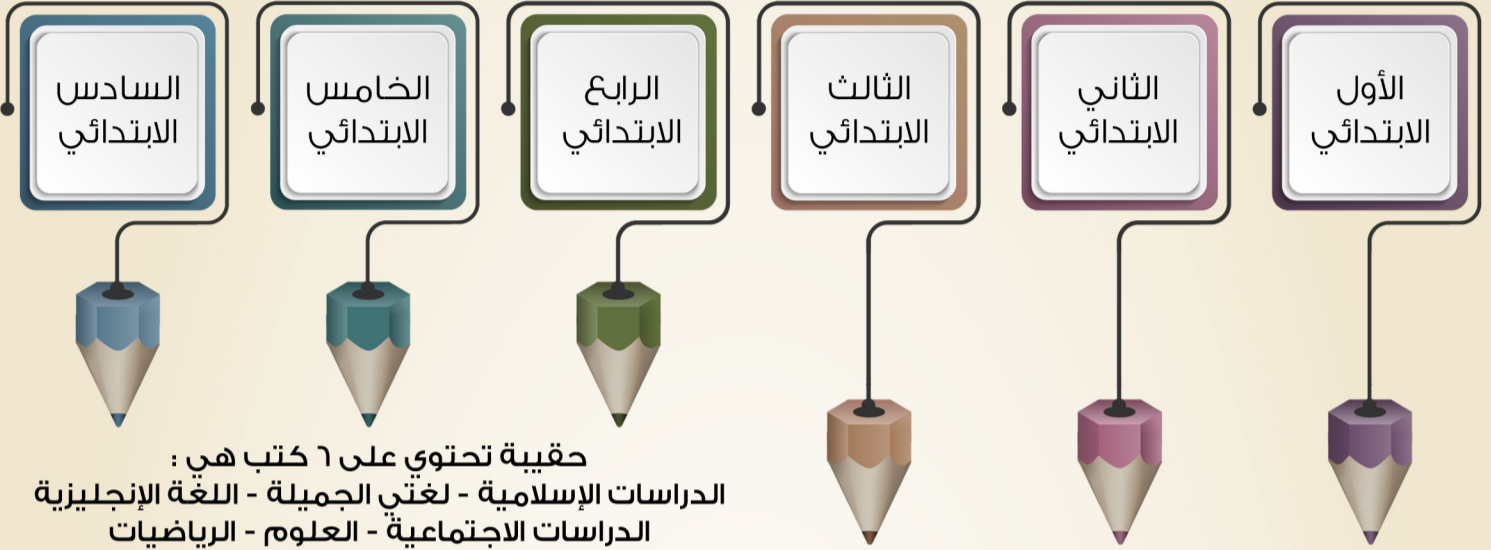 الأول
الابتدائي
الثاني
الابتدائي
الثالث
الابتدائي
الرابع
الابتدائي
الخامس
الابتدائي
السادس
الابتدائي
حقيبة تحتوي على ٦ كتب هي :
الدراسات الإسلامية - لغتي الجميلة - اللغة الإنجليزية
الدراسات الاجتماعية - العلوم - الرياضيات